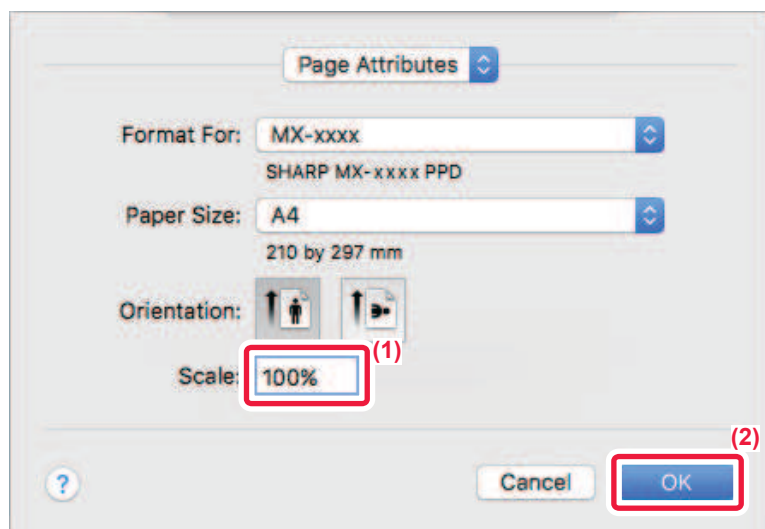 Page Attributes
Format For: MX-xxxx
SHARP MX-xxxx PPD
Paper Size: A4
210 by 297 mm
Orientation:
(1)
Scale: 100%
(2)
? Cancel OK